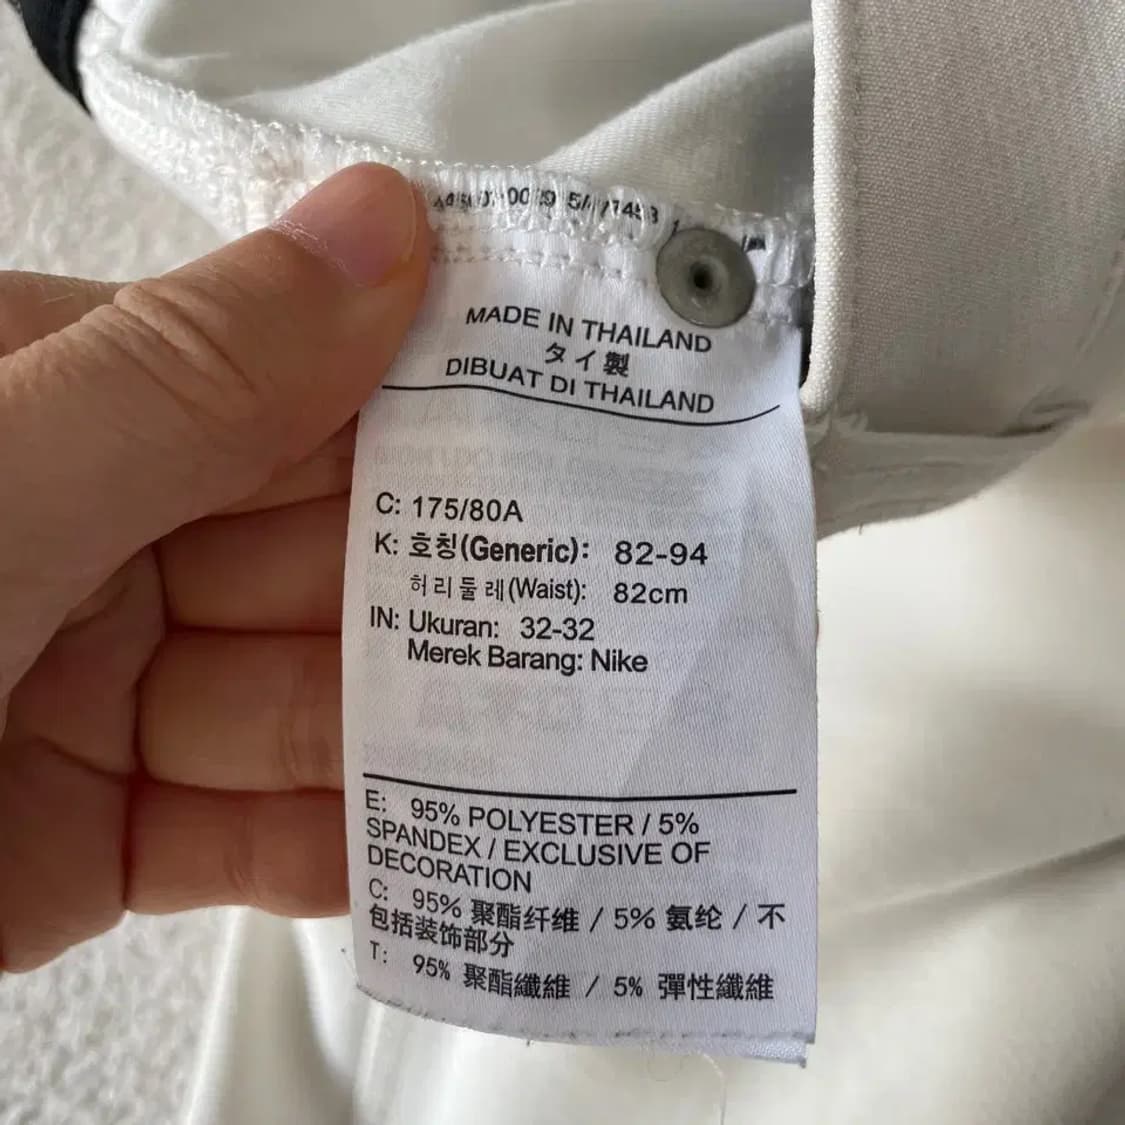 MADE IN THAILAND
タイ製
DIBUAT DI THAILAND
C: 175/80A
K: 호칭(Generic): 82-94
허리둘레(Waist): 82cm
IN: Ukuran: 32-32
Merek Barang: Nike
E: 95% POLYESTER / 5%
SPANDEX / EXCLUSIVE OF
DECORATION
C: 95% 聚酯纤维 / 5% 氨纶 / 不
包括装饰部分
T: 95% 聚酯纖維 / 5% 彈性纖維